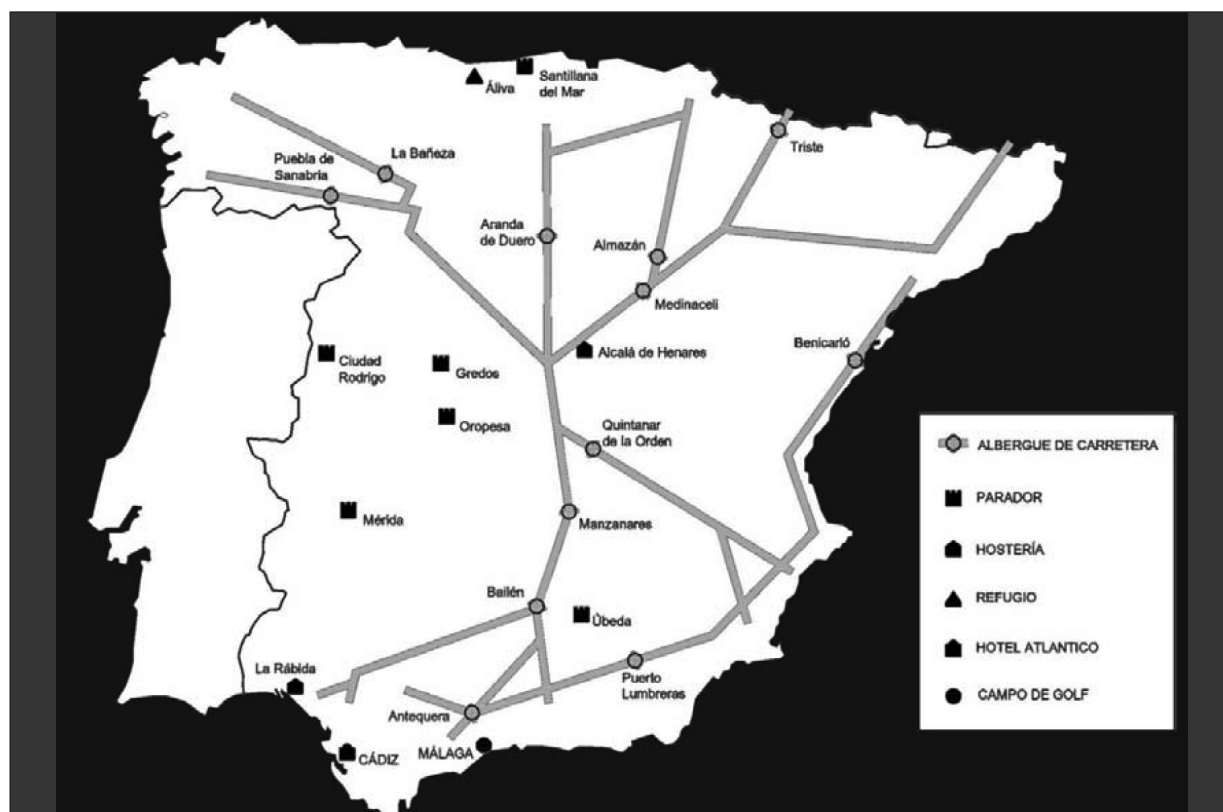 Santillana
del Mar
Áliva
Triste
La Bañeza
Puebla de
Sanabria
Aranda
de Duero
Almazán
Medinaceli
Benicarló
Alcalá de Henares
Ciudad
Rodrigo
Gredos
Oropesa
Quintanar
de la Orden
Mérida
Manzanares
Bailén
Úbeda
La Rábida
Puerto
Lumbreras
Antequera
CÁDIZ
MÁLAGA
ALBERGUE DE CARRETERA
PARADOR
HOSTERÍA
REFUGIO
HOTEL ATLANTICO
CAMPO DE GOLF